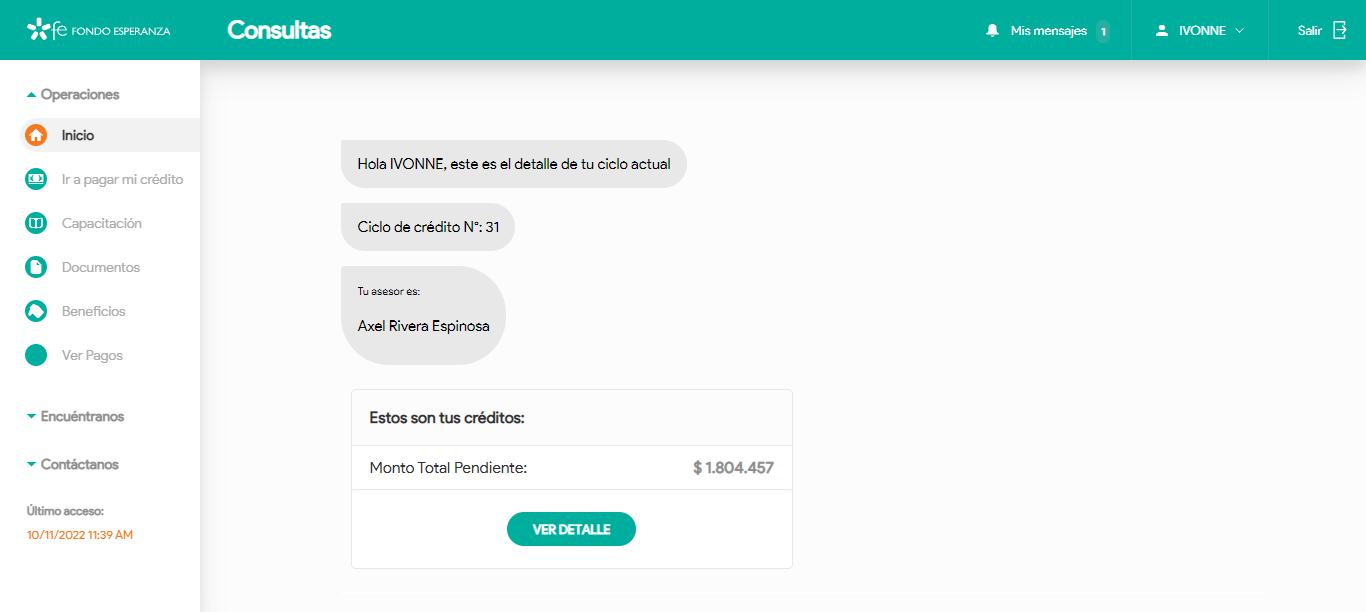 fe FONDO ESPERANZA
Consultas
Mis mensajes 1
IVONNE
Salir
Operaciones
Inicio
Ir a pagar mi crédito
Capacitación
Documentos
Beneficios
Ver Pagos
Encuéntranos
Contáctanos
Último acceso:
10/11/2022 11:39 AM
Hola IVONNE, este es el detalle de tu ciclo actual
Ciclo de crédito N°: 31
Tu asesor es:
Axel Rivera Espinosa
Estos son tus créditos:
Monto Total Pendiente: $ 1.804.457
VER DETALLE